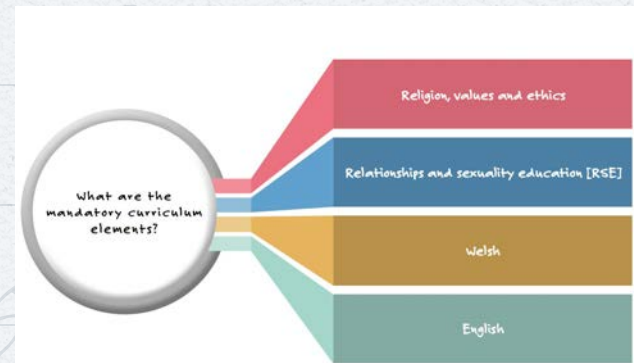 What are the
mandatory curriculum
elements?
Religion, values and ethics
Relationships and sexuality education [RSE]
Welsh
English